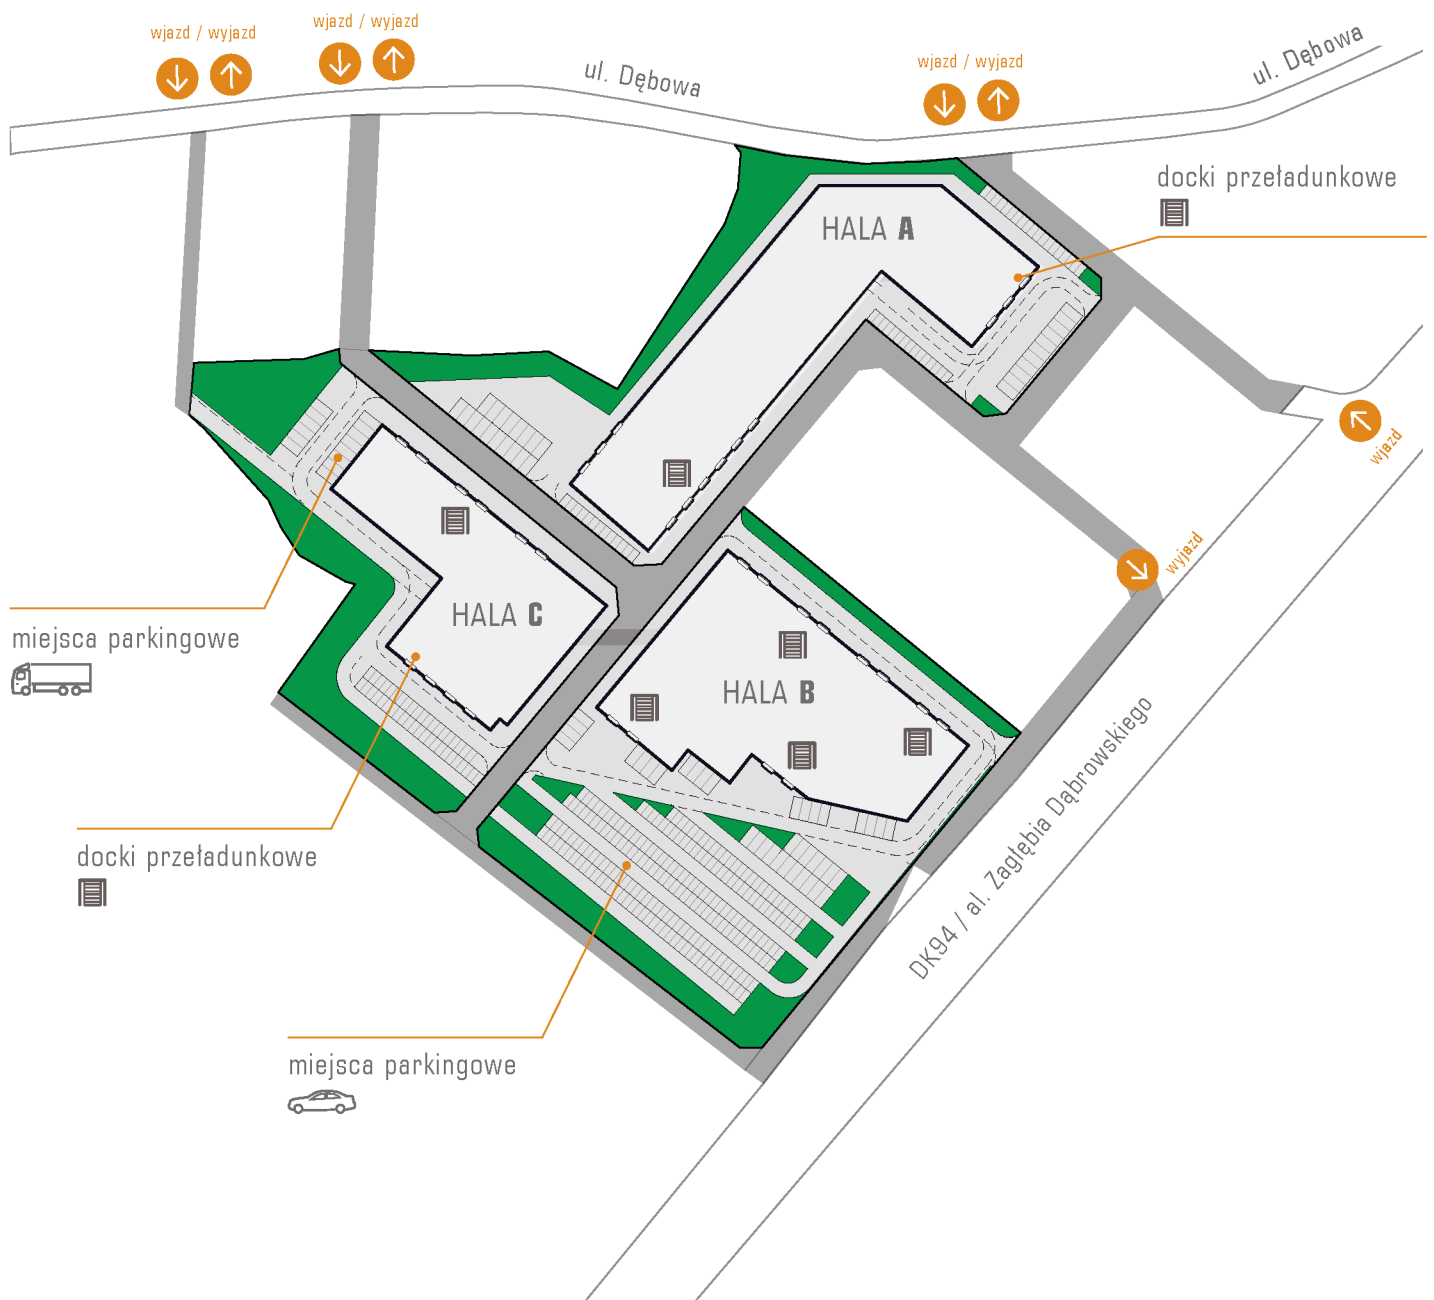 wjazd / wyjazd
wjazd / wyjazd
ul. Dębowa
wjazd / wyjazd
ul. Dębowa
docki przeładunkowe
HALA A
wjazd
wyjazd
HALA C
miejsca parkingowe
HALA B
DK94 / al. Zagłębia Dąbrowskiego
docki przeładunkowe
miejsca parkingowe